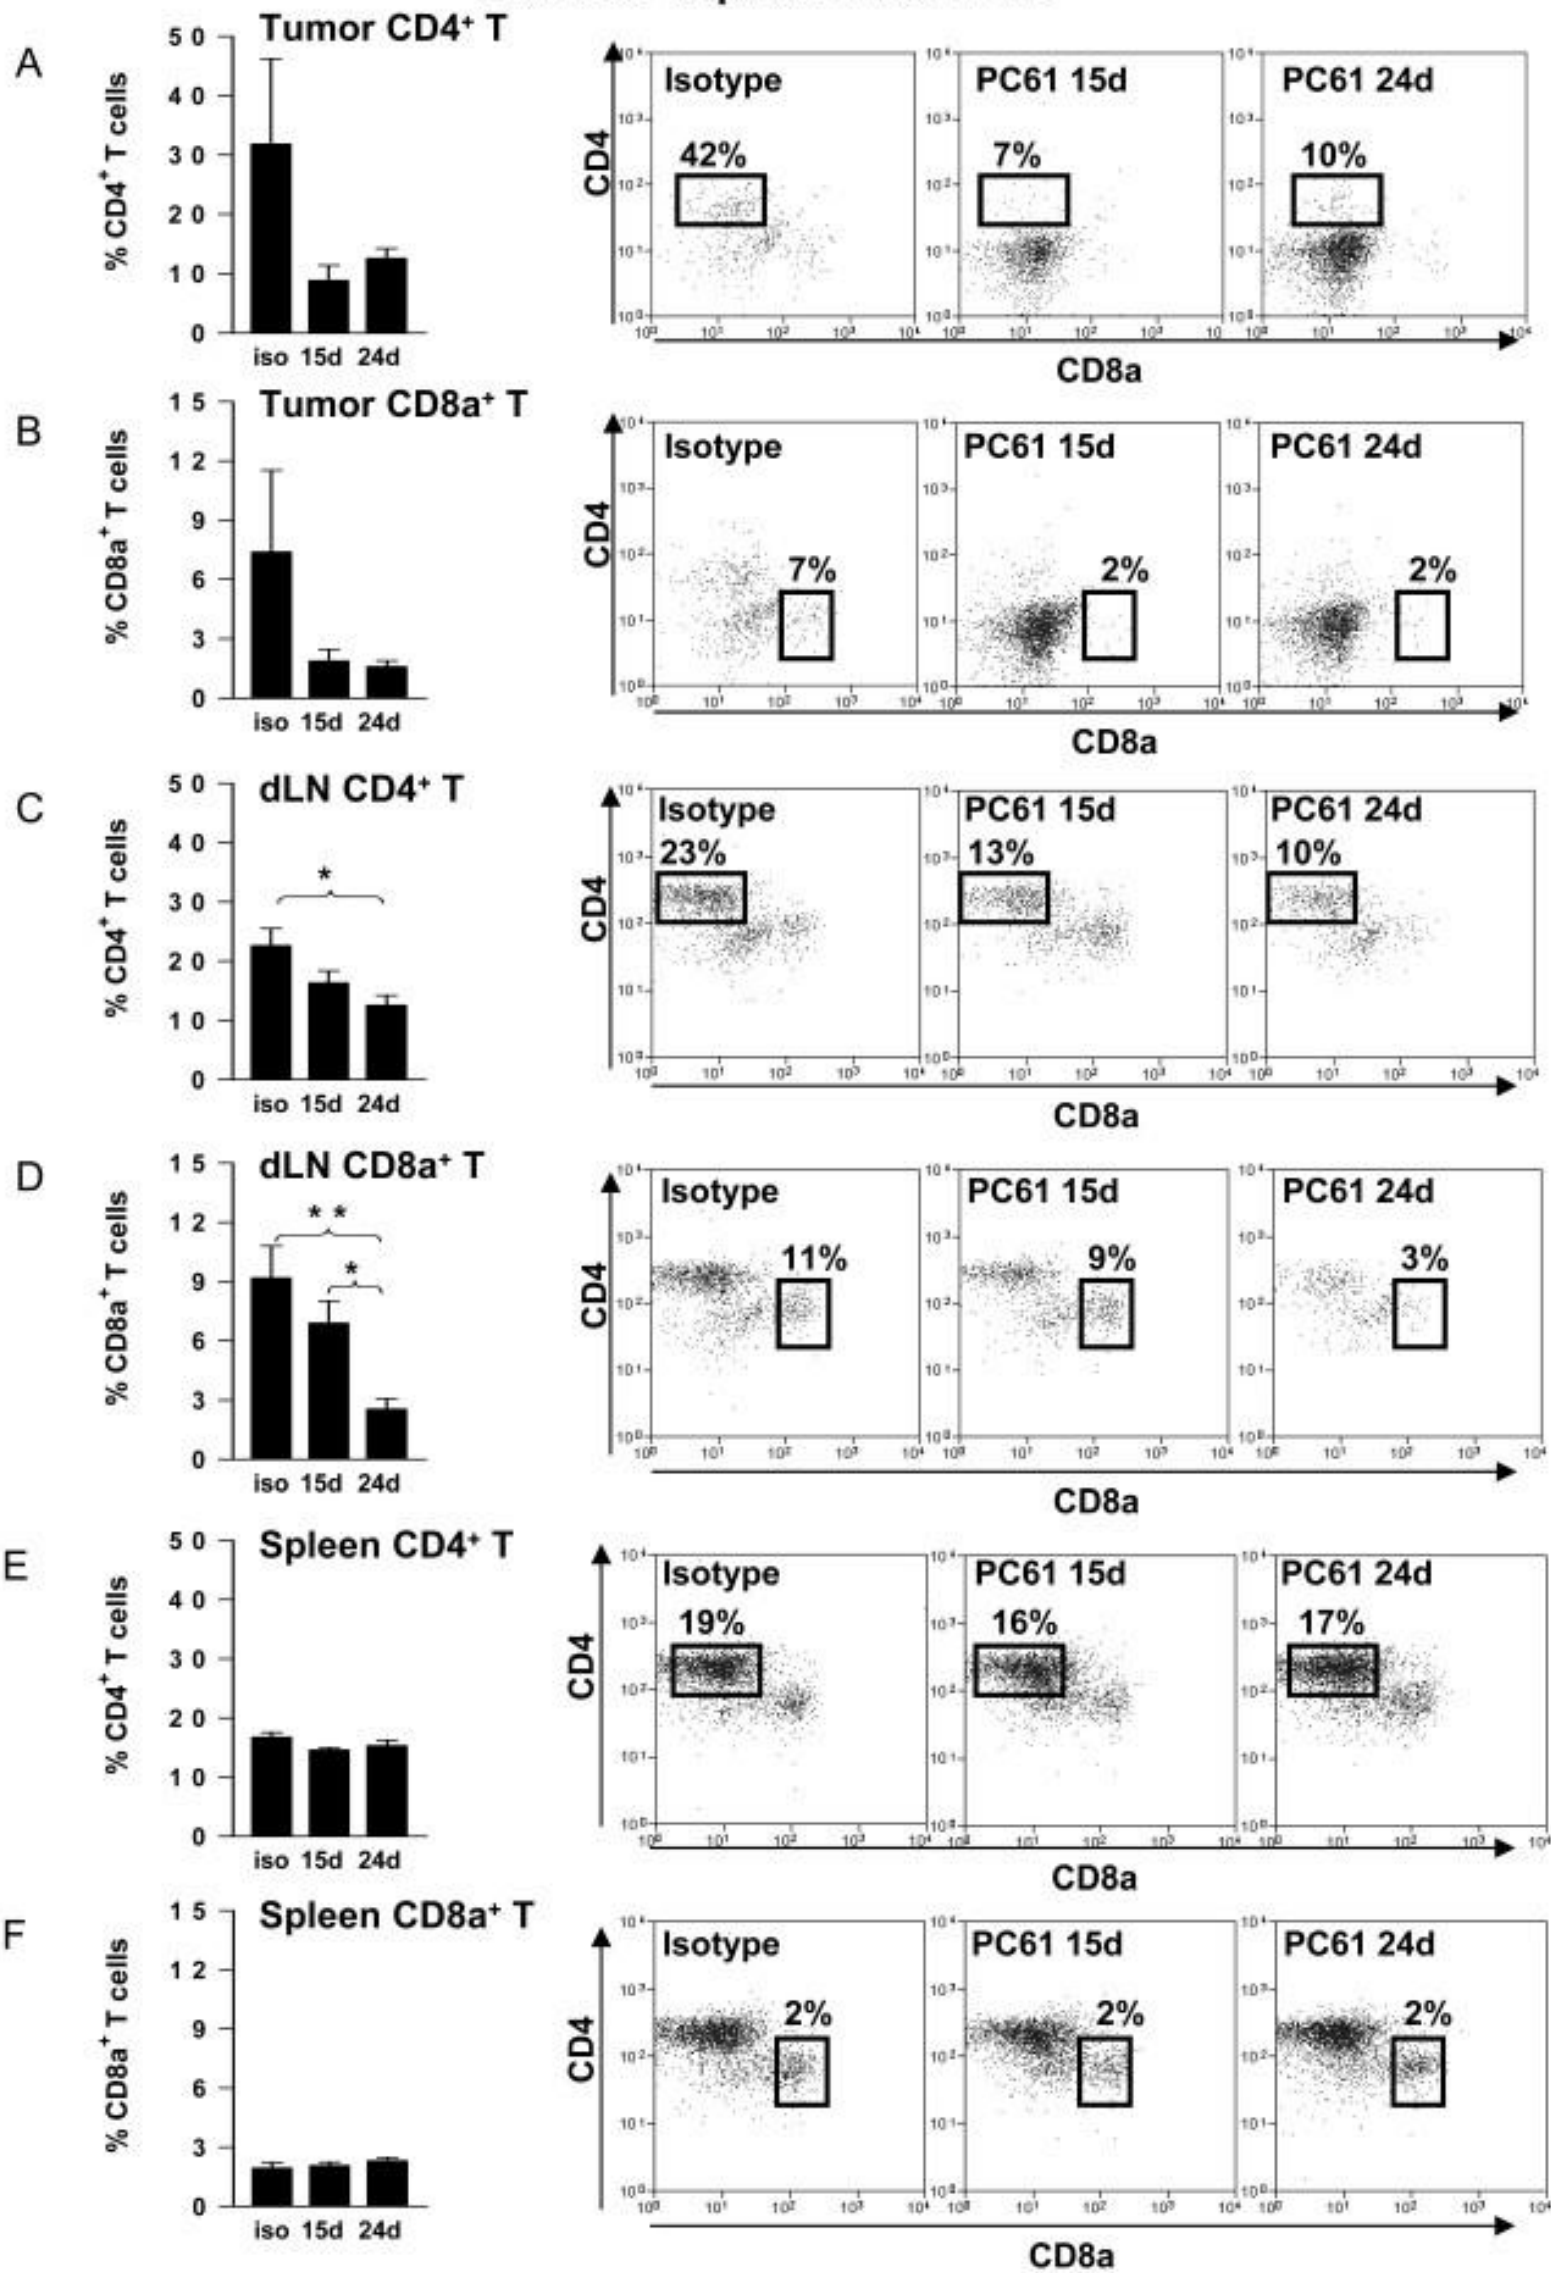 A
Tumor CD4+ T
% CD4+ T cells
50
40
30
20
10
0
iso 15d 24d
CD4
Isotype
42%
PC61 15d
7%
PC61 24d
10%
CD8a
B
Tumor CD8a+ T
% CD8a+ T cells
15
12
9
6
3
0
iso 15d 24d
CD4
Isotype
7%
PC61 15d
2%
PC61 24d
2%
CD8a
C
dLN CD4+ T
% CD4+ T cells
50
40
30
20
10
0
*
iso 15d 24d
CD4
Isotype
23%
PC61 15d
13%
PC61 24d
10%
CD8a
D
dLN CD8a+ T
% CD8a+ T cells
15
12
9
6
3
0
* *
*
iso 15d 24d
CD4
Isotype
11%
PC61 15d
9%
PC61 24d
3%
CD8a
E
Spleen CD4+ T
% CD4+ T cells
50
40
30
20
10
0
iso 15d 24d
CD4
Isotype
19%
PC61 15d
16%
PC61 24d
17%
CD8a
F
Spleen CD8a+ T
% CD8a+ T cells
15
12
9
6
3
0
iso 15d 24d
CD4
Isotype
2%
PC61 15d
2%
PC61 24d
2%
CD8a